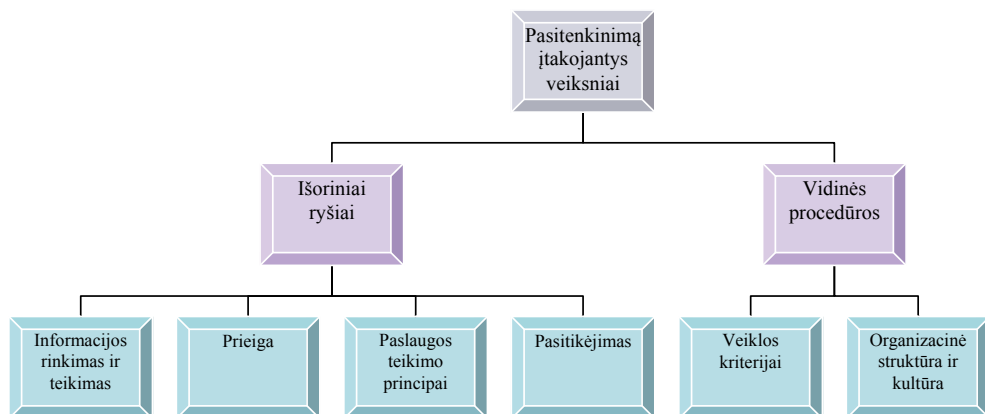 Pasitenkinimą
įtakojantys
veiksniai
Išoriniai
ryšiai
Vidinės
procedūros
Informacijos
rinkimas ir
teikimas
Prieiga
Paslaugos
teikimo
principai
Pasitikėjimas
Veiklos
kriterijai
Organizacinė
struktūra ir
kultūra